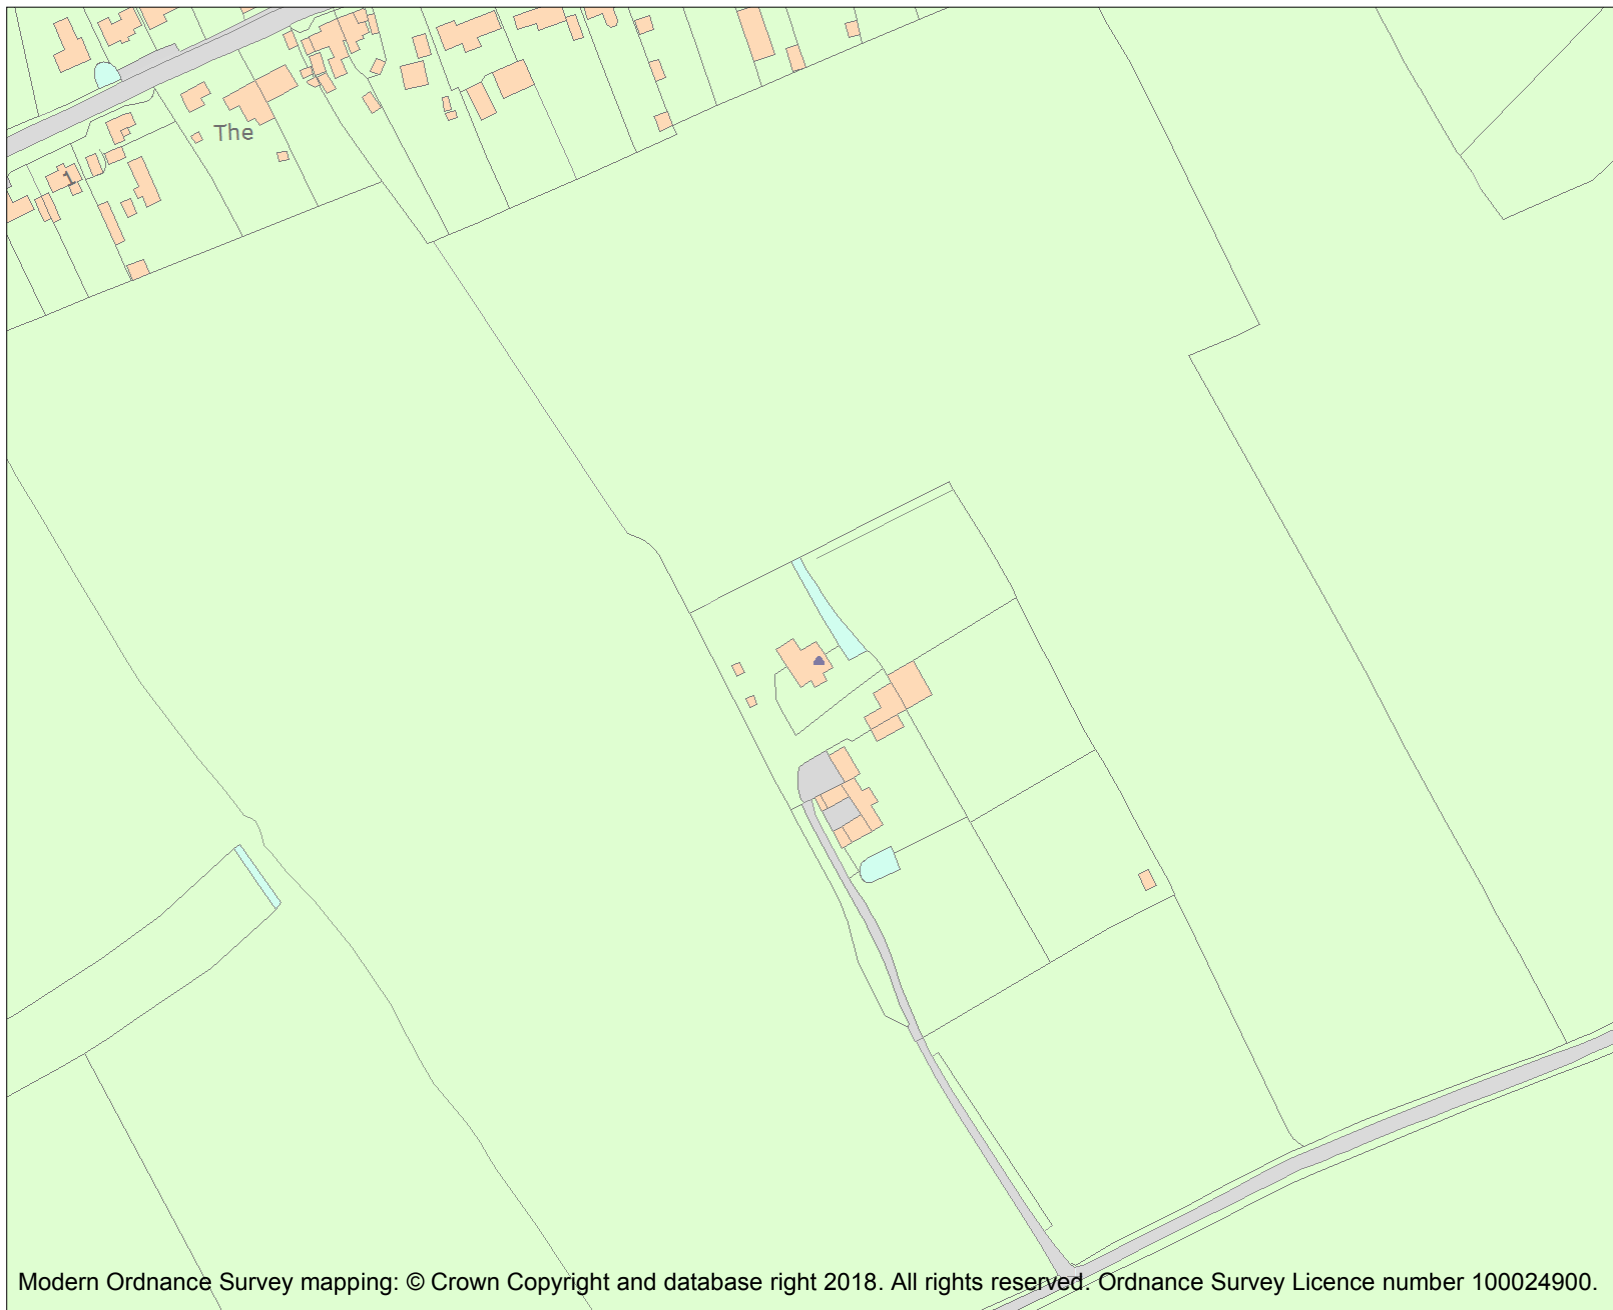 The
1
Modern Ordnance Survey mapping: © Crown Copyright and database right 2018. All rights reserved. Ordnance Survey Licence number 100024900.